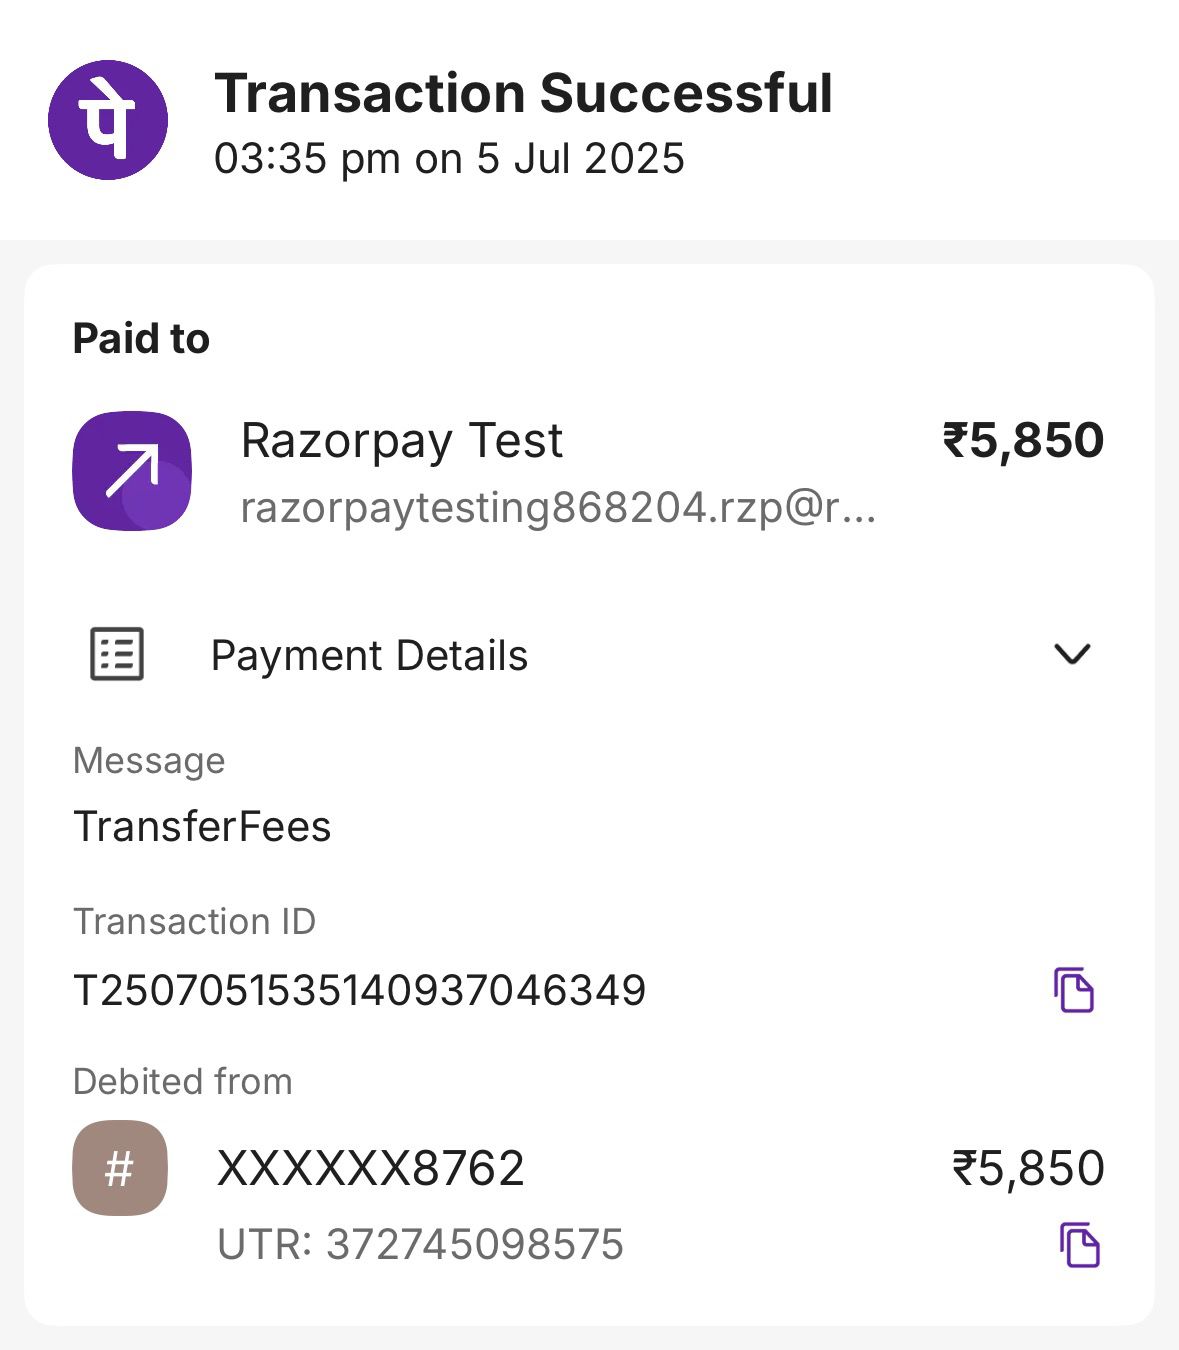 पे
Transaction Successful
03:35 pm on 5 Jul 2025
Paid to
Razorpay Test ₹5,850
razorpaytesting868204.rzp@r...
Payment Details
Message
TransferFees
Transaction ID
T2507051535140937046349
Debited from
# XXXXXX8762 ₹5,850
UTR: 372745098575